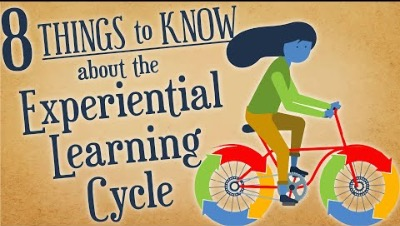 8 THINGS to KNOW
about the
Experiential
Learning
Cycle